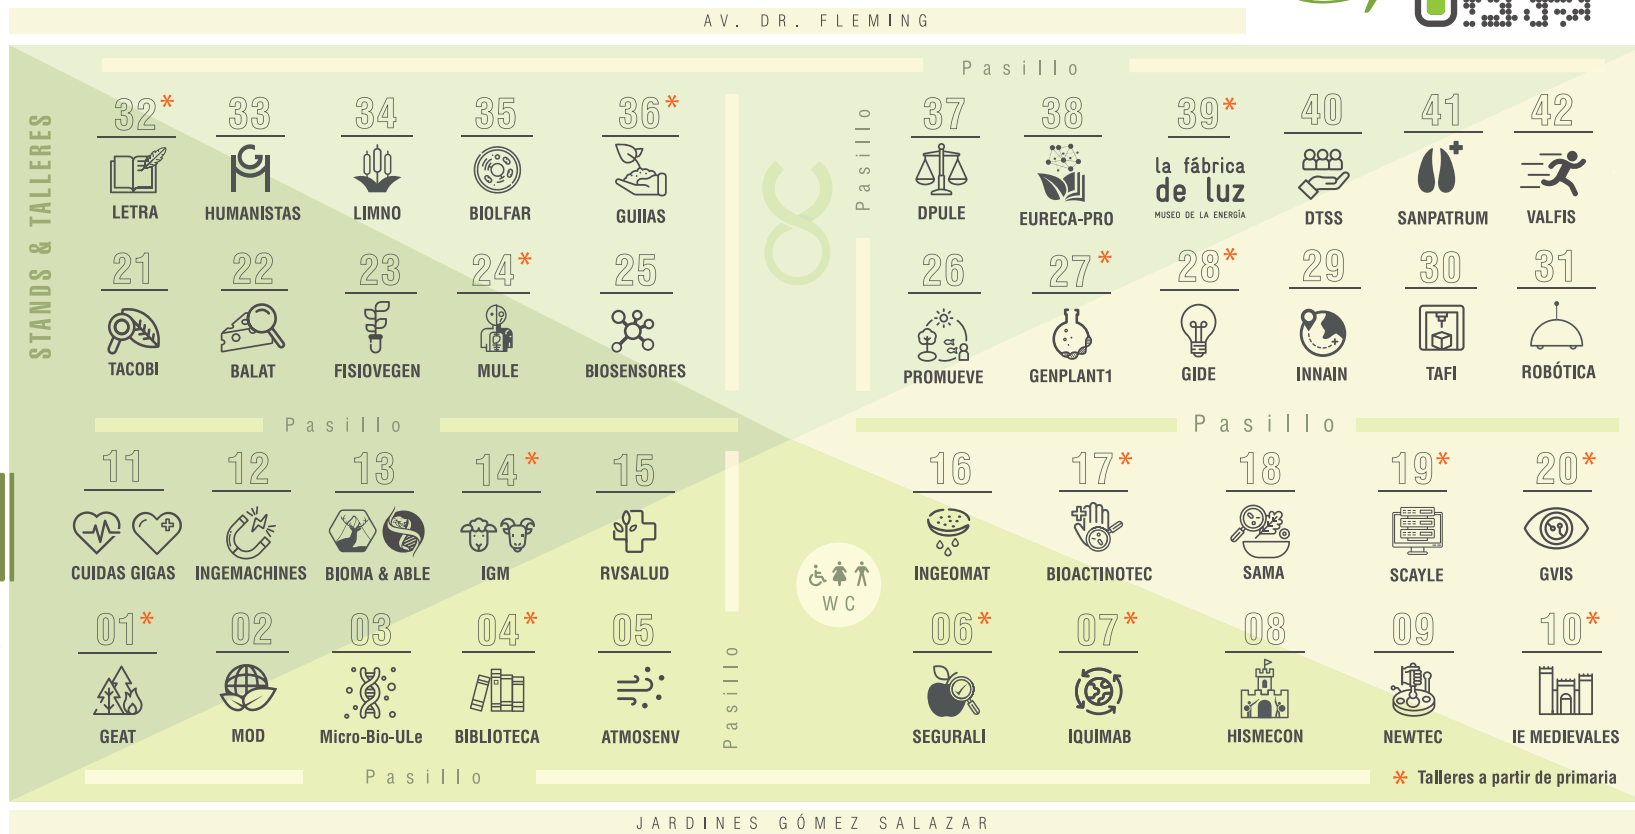 AV. DR. FLEMING
Pasillo
STANDS & TALLERES
32* 33 34 35 36*
LETRA HUMANISTAS LIMNO BIOLFAR GUIIAS
Pasillo
37 38 39* 40 41 42
la fábrica
de luz
MUSEO DE LA ENERGÍA
DPULE EURECA-PRO DTSS SANPATRUM VALFIS
21 22 23 24* 25
TACOBI BALAT FISIOVEGEN MULE BIOSENSORES
26 27* 28* 29 30 31
PROMUEVE GENPLANT1 GIDE INNAIN TAFI ROBÓTICA
Pasillo
Pasillo
11 12 13 14* 15
CUIDAS GIGAS INGEMACHINES BIOMA & ABLE IGM RVSALUD
16 17* 18 19* 20*
INGEOMAT BIOACTINOTEC SAMA SCAYLE GVIS
WC
01* 02 03 04* 05
GEAT MOD Micro-Bio-ULe BIBLIOTECA ATMOSENV
Pasillo
06* 07* 08 09 10*
SEGURALI IQUIMAB HISMECON NEWTEC IE MEDIEVALES
Pasillo
* Talleres a partir de primaria
JARDINES GÓMEZ SALAZAR